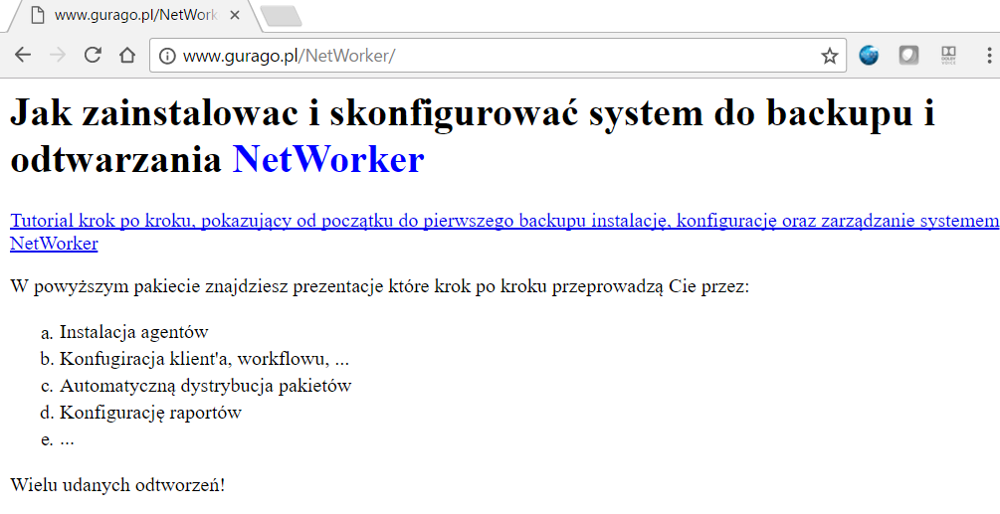 www.gurago.pl/NetWork
www.gurago.pl/NetWorker/
DOLBY
VOICE
Jak zainstalowac i skonfigurować system do backupu i
odtwarzania NetWorker
Tutorial krok po kroku, pokazujący od początku do pierwszego backupu instalację, konfigurację oraz zarządzanie systemem
NetWorker
W powyższym pakiecie znajdziesz prezentacje które krok po kroku przeprowadzą Cie przez:
a. Instalacja agentów
b. Konfugiracja klient'a, workflowu, ...
c. Automatyczną dystrybucja pakietów
d. Konfigurację raportów
e. ...
Wielu udanych odtworzeń!